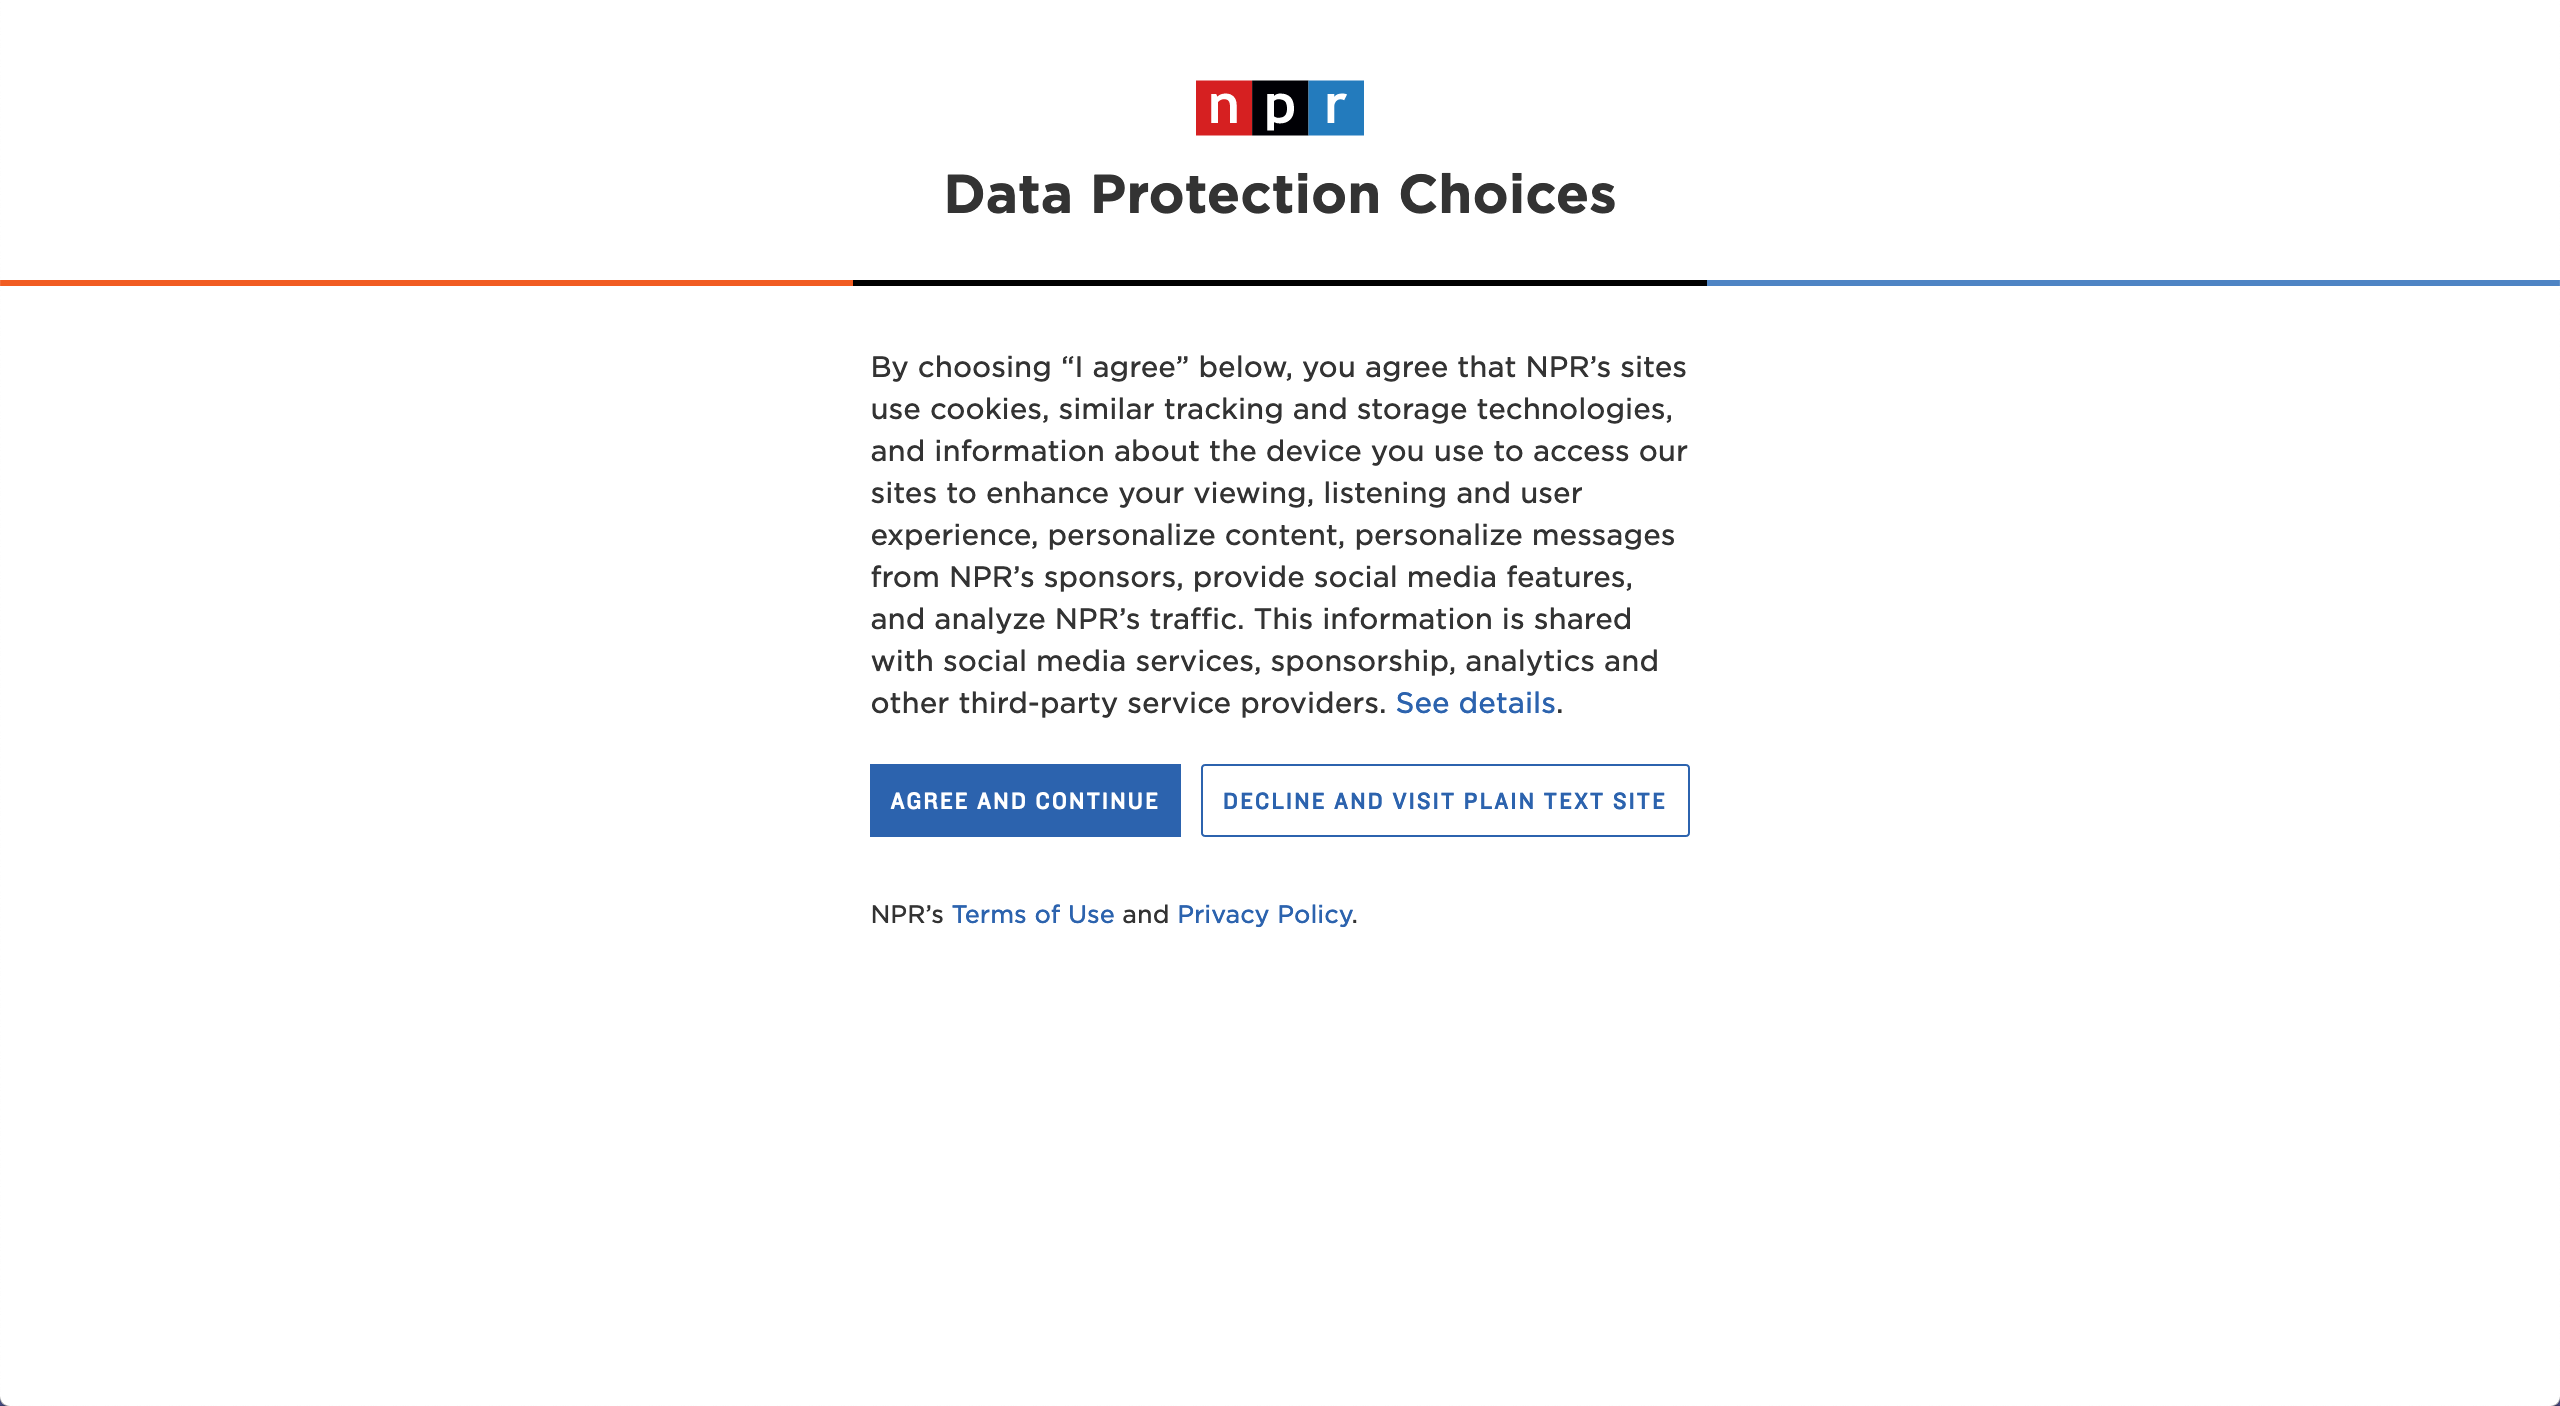 npr
Data Protection Choices
By choosing “I agree” below, you agree that NPR’s sites
use cookies, similar tracking and storage technologies,
and information about the device you use to access our
sites to enhance your viewing, listening and user
experience, personalize content, personalize messages
from NPR’s sponsors, provide social media features,
and analyze NPR’s traffic. This information is shared
with social media services, sponsorship, analytics and
other third-party service providers. See details.
AGREE AND CONTINUE
DECLINE AND VISIT PLAIN TEXT SITE
NPR’s Terms of Use and Privacy Policy.